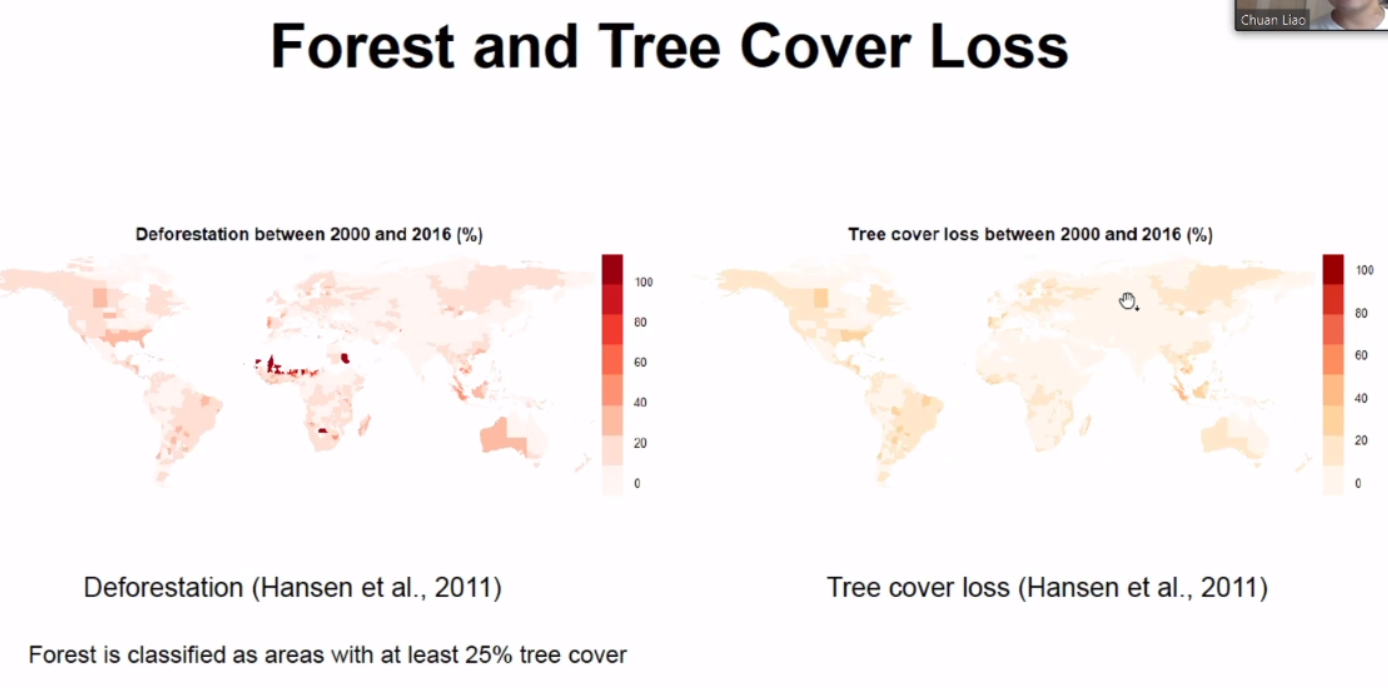 Chuan Liao
Forest and Tree Cover Loss
Deforestation between 2000 and 2016 (%)
100
80
60
40
20
0
Tree cover loss between 2000 and 2016 (%)
100
80
60
40
20
0
Deforestation (Hansen et al., 2011)
Tree cover loss (Hansen et al., 2011)
Forest is classified as areas with at least 25% tree cover